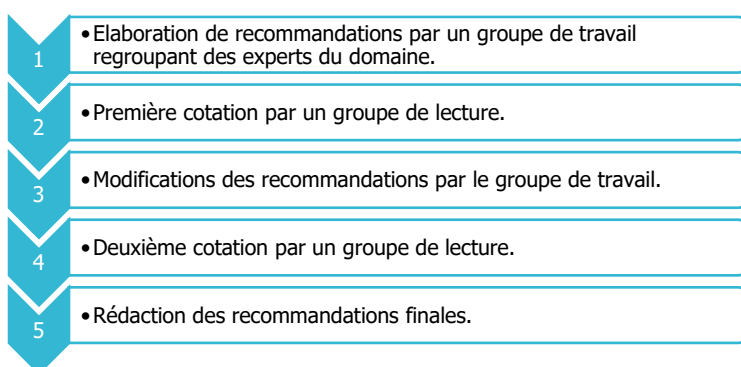 1
•Elaboration de recommandations par un groupe de travail
regroupant des experts du domaine.
2
•Première cotation par un groupe de lecture.
3
•Modifications des recommandations par le groupe de travail.
4
•Deuxième cotation par un groupe de lecture.
5
•Rédaction des recommandations finales.